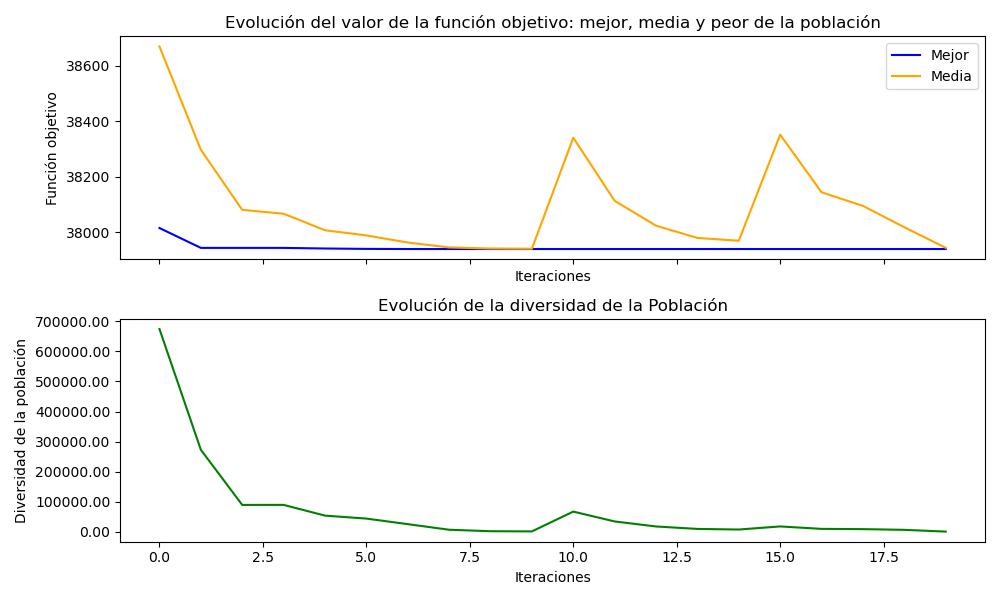 Evolución del valor de la función objetivo: mejor, media y peor de la población
Función objetivo
38600
38400
38200
38000
Mejor
Media
Iteraciones
Evolución de la diversidad de la Población
Diversidad de la población
700000.00
600000.00
500000.00
400000.00
300000.00
200000.00
100000.00
0.00
0.0 2.5 5.0 7.5 10.0 12.5 15.0 17.5
Iteraciones